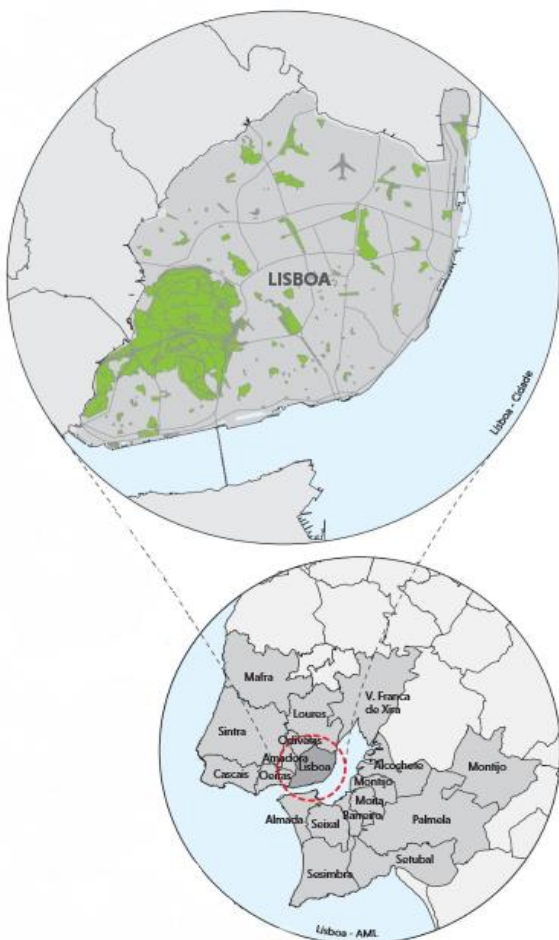 LISBOA
Lisboa - Cidade
Mafra
V. França
de Xira
Loures
Sintra
Odivelas
Amadora
Lisboa
Cascais
Oeiras
Alcochete
Montijo
Montijo
Moita
Almada
Seixal
Barreiro
Palmela
Sesimbra
Setubal
Lisboa - AML